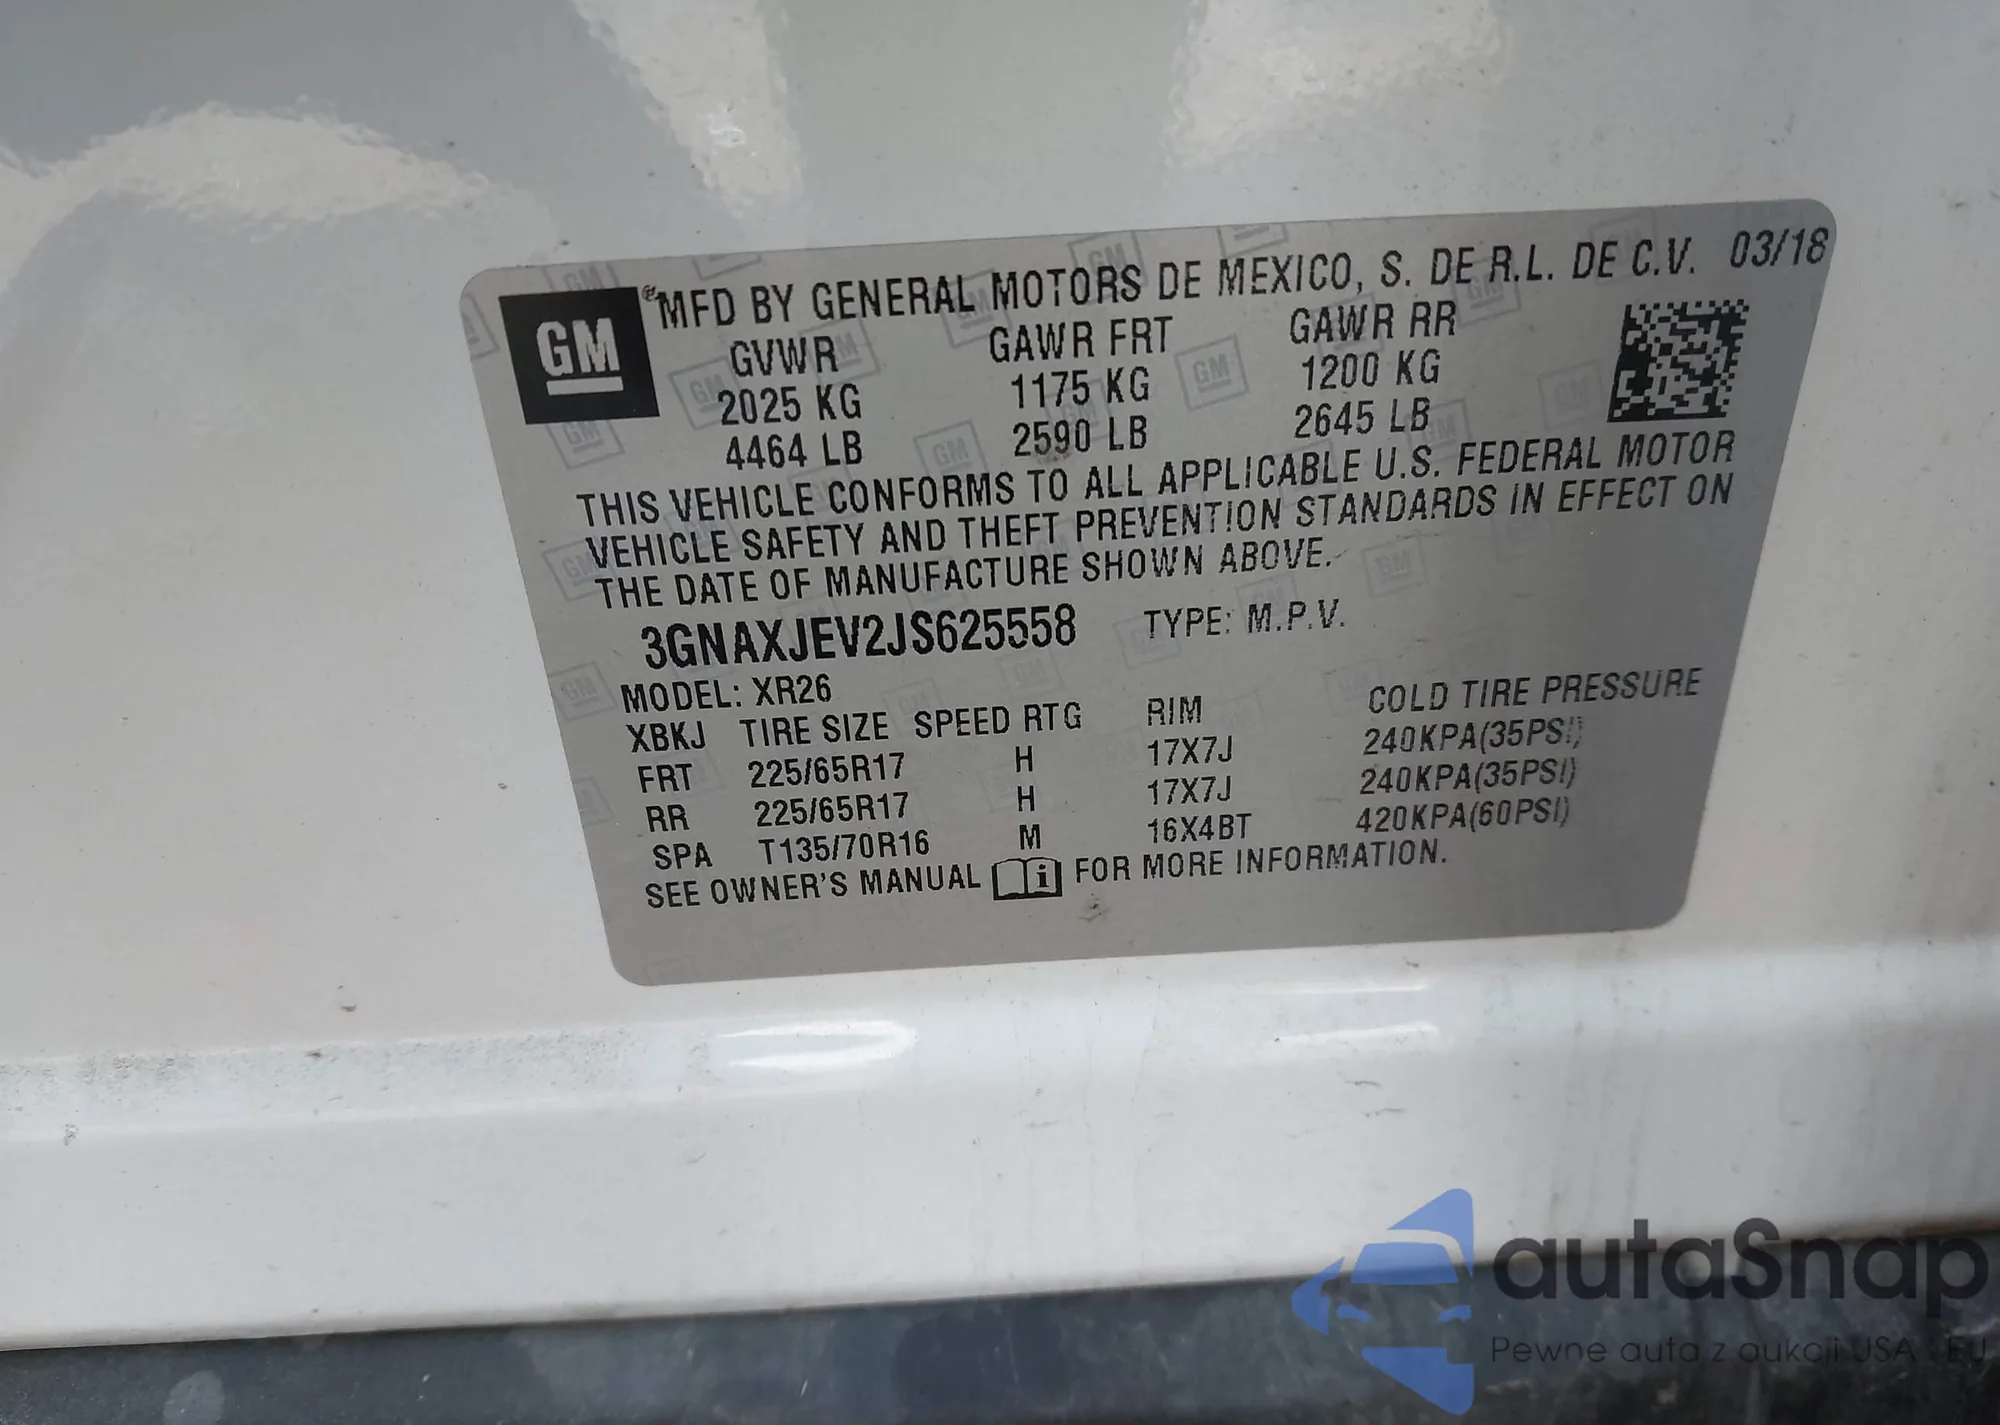 GM ® MFD BY GENERAL MOTORS DE MEXICO, S. DE R.L. DE C.V. 03/18
GVWR GAWR FRT GAWR RR
2025 KG 1175 KG 1200 KG
4464 LB 2590 LB 2645 LB
THIS VEHICLE CONFORMS TO ALL APPLICABLE U.S. FEDERAL MOTOR
VEHICLE SAFETY AND THEFT PREVENTION STANDARDS IN EFFECT ON
THE DATE OF MANUFACTURE SHOWN ABOVE.
3GNAXJEV2JS625558 TYPE: M.P.V.
MODEL: XR26
XBKJ TIRE SIZE SPEED RTG RIM COLD TIRE PRESSURE
FRT 225/65R17 H 17X7J 240KPA(35PSI)
RR 225/65R17 H 17X7J 240KPA(35PSI)
SPA T135/70R16 M 16X4BT 420KPA(60PSI)
SEE OWNER'S MANUAL FOR MORE INFORMATION.
autaSnap
Pewne auta z aukcji USA i EU